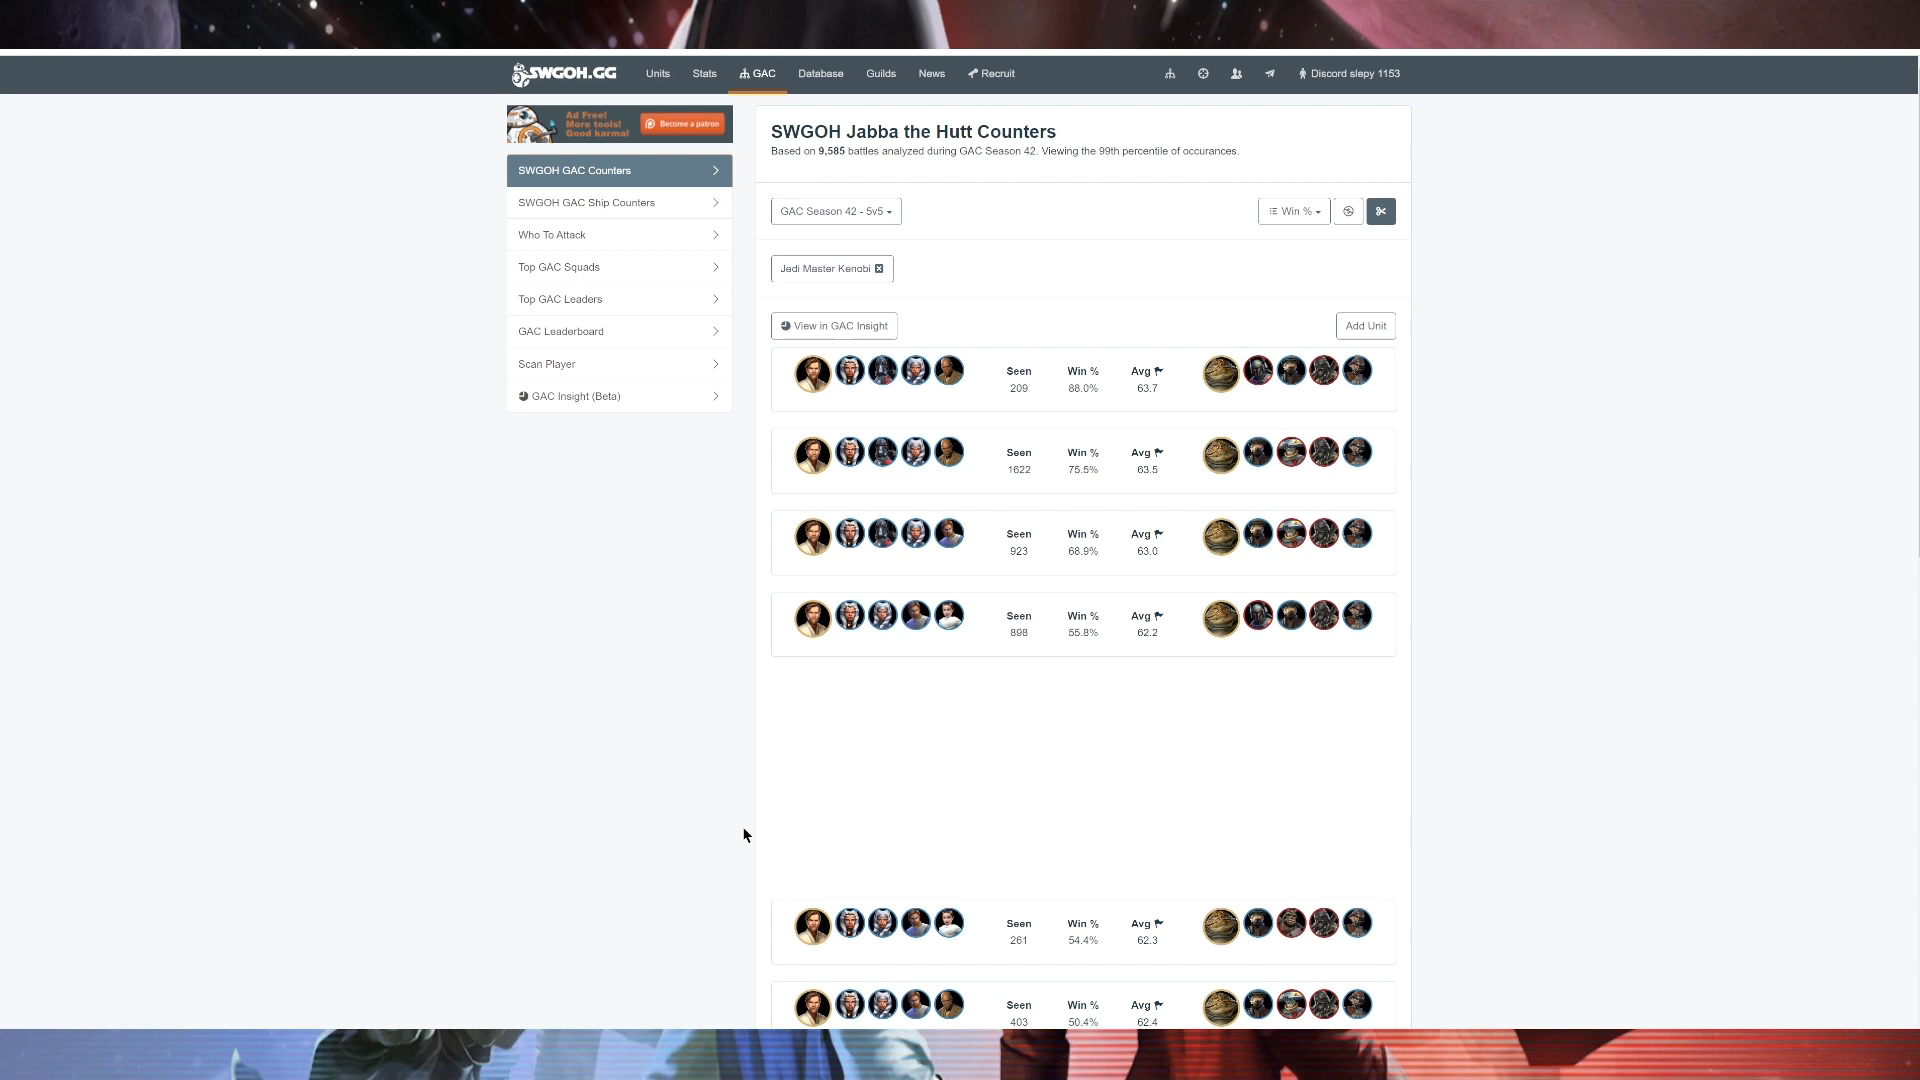 SWGOH.GG Units Stats GAC Database Guilds News Recruit Discord slepy 1153
Ad Free!
More tools!
Good karma!
Become a patron
SWGOH GAC Counters
SWGOH GAC Ship Counters
Who To Attack
Top GAC Squads
Top GAC Leaders
GAC Leaderboard
Scan Player
GAC Insight (Beta)
SWGOH Jabba the Hutt Counters
Based on 9,585 battles analyzed during GAC Season 42. Viewing the 99th percentile of occurances.
GAC Season 42 - 5v5 Win %
Jedi Master Kenobi
View in GAC Insight Add Unit
Seen Win % Avg
209 88.0% 63.7
Seen Win % Avg
1622 75.5% 63.5
Seen Win % Avg
923 68.9% 63.0
Seen Win % Avg
898 55.8% 62.2
Seen Win % Avg
261 54.4% 62.3
Seen Win % Avg
403 50.4% 62.4